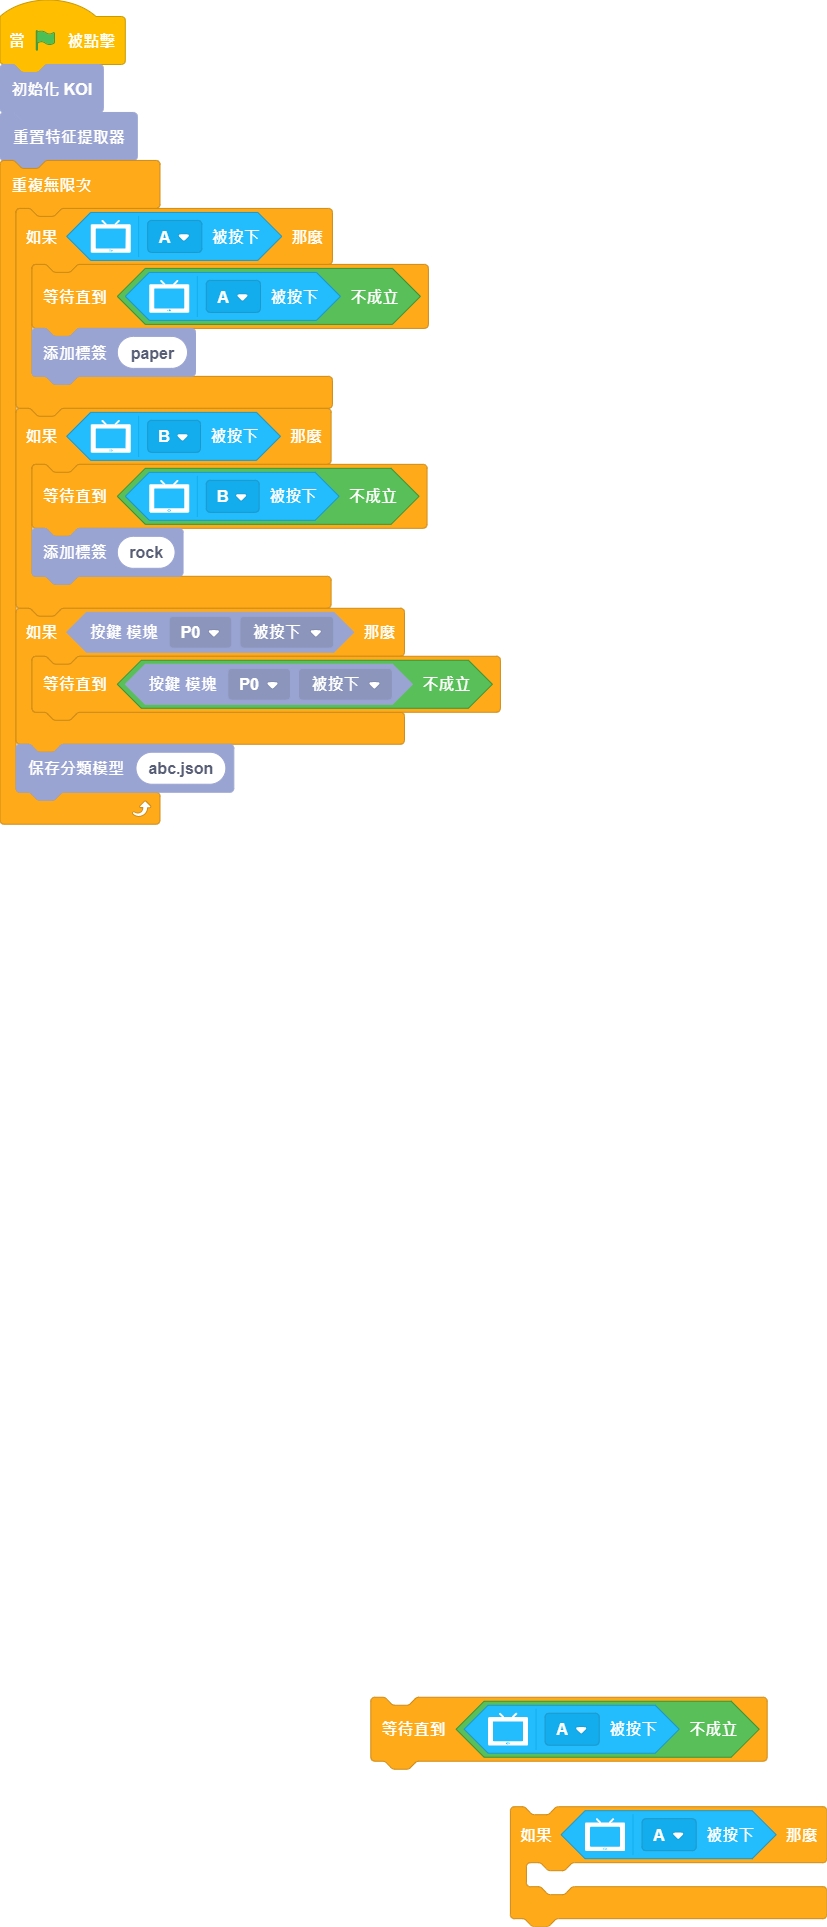 當 被點擊
初始化 KOI
重置特征提取器
重複無限次
如果 A 被按下 那麼
等待直到 A 被按下 不成立
添加標簽 paper
如果 B 被按下 那麼
等待直到 B 被按下 不成立
添加標簽 rock
如果 按鍵 模塊 P0 被按下 那麼
等待直到 按鍵 模塊 P0 被按下 不成立
保存分類模型 abc.json
等待直到 A 被按下 不成立
如果 A 被按下 那麼